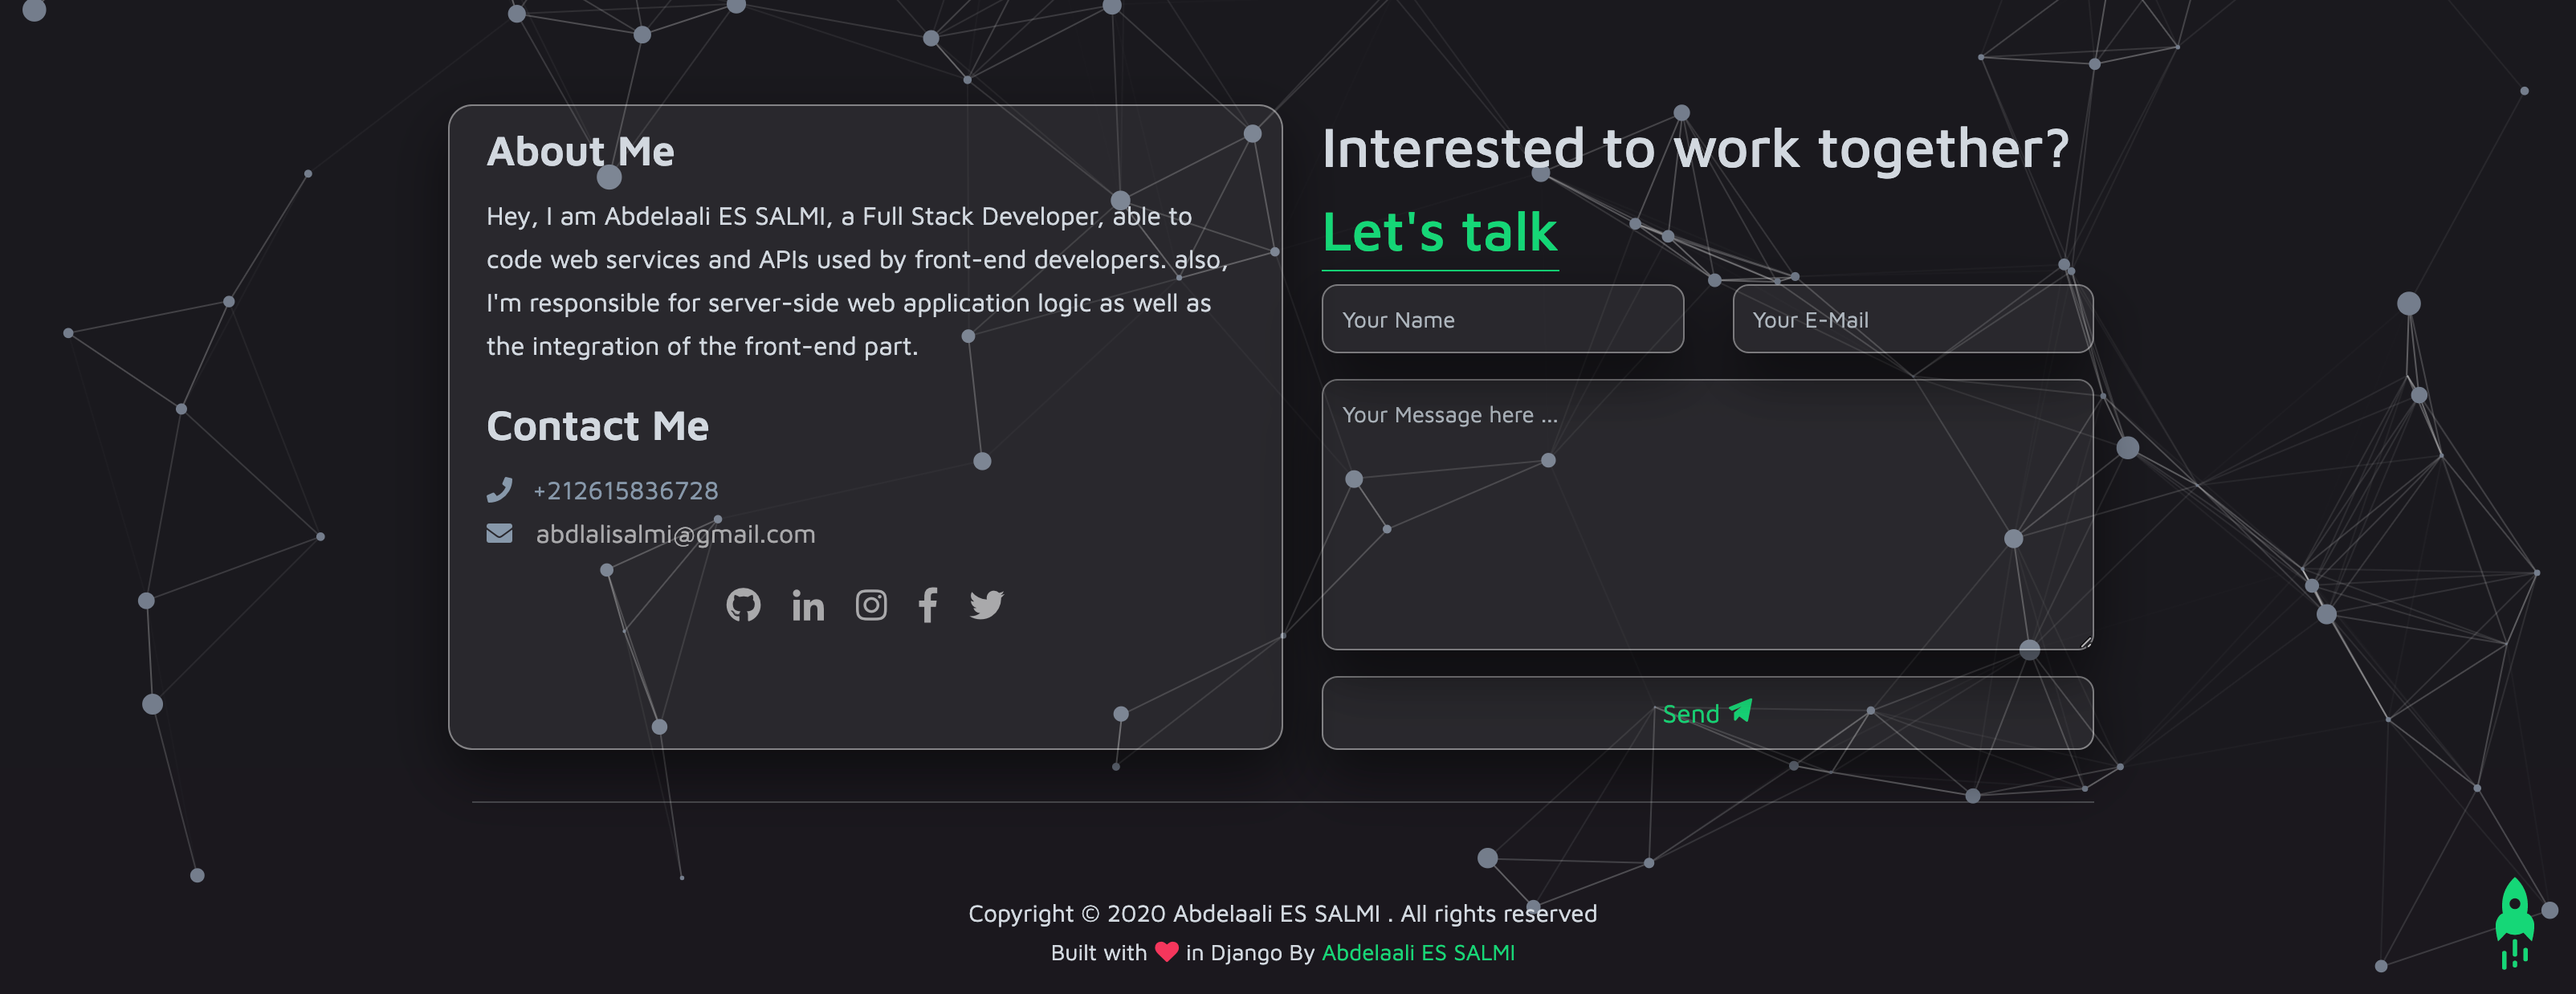 About Me
Hey, I am Abdelaali ES SALMI, a Full Stack Developer, able to
code web services and APIs used by front-end developers. also,
I'm responsible for server-side web application logic as well as
the integration of the front-end part.
Contact Me
+212615836728
abdlalisalmi@gmail.com
Interested to work together?
Let's talk
Your Name
Your E-Mail
Your Message here ...
Send
Copyright © 2020 Abdelaali ES SALMI . All rights reserved
Built with ❤ in Django By Abdelaali ES SALMI